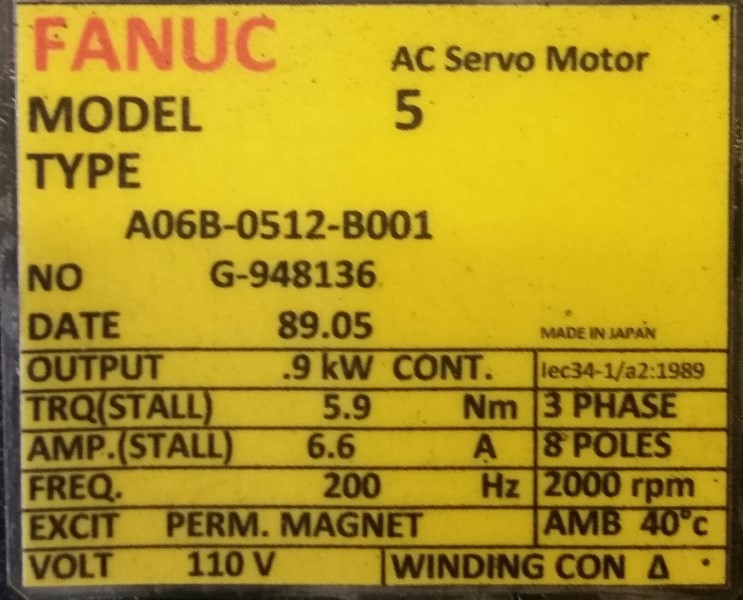 FANUC AC Servo Motor
MODEL 5
TYPE
A06B-0512-B001
NO G-948136
DATE 89.05 MADE IN JAPAN
OUTPUT .9 kW CONT. Iec34-1/a2:1989
TRQ(STALL) 5.9 Nm 3 PHASE
AMP.(STALL) 6.6 A 8 POLES
FREQ. 200 Hz 2000 rpm
EXCIT PERM. MAGNET AMB 40°c
VOLT 110 V WINDING CON Δ